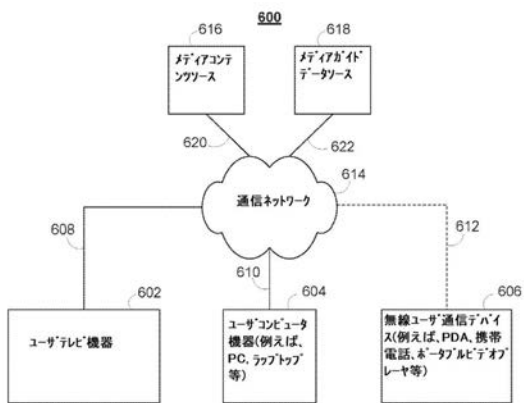 600
616
618
メディアコンテ
ンツソース
メディアガイド
データソース
620
622
614
通信ネットワーク
608
612
610
602
604
606
ユーザテレビ機器
ユーザコンピュータ
機器(例えば、
PC,ラップトップ
等)
無線ユーザ通信デバイ
ス(例えば、PDA、携帯
電話、ポータブルビデオプ
レーヤ等)